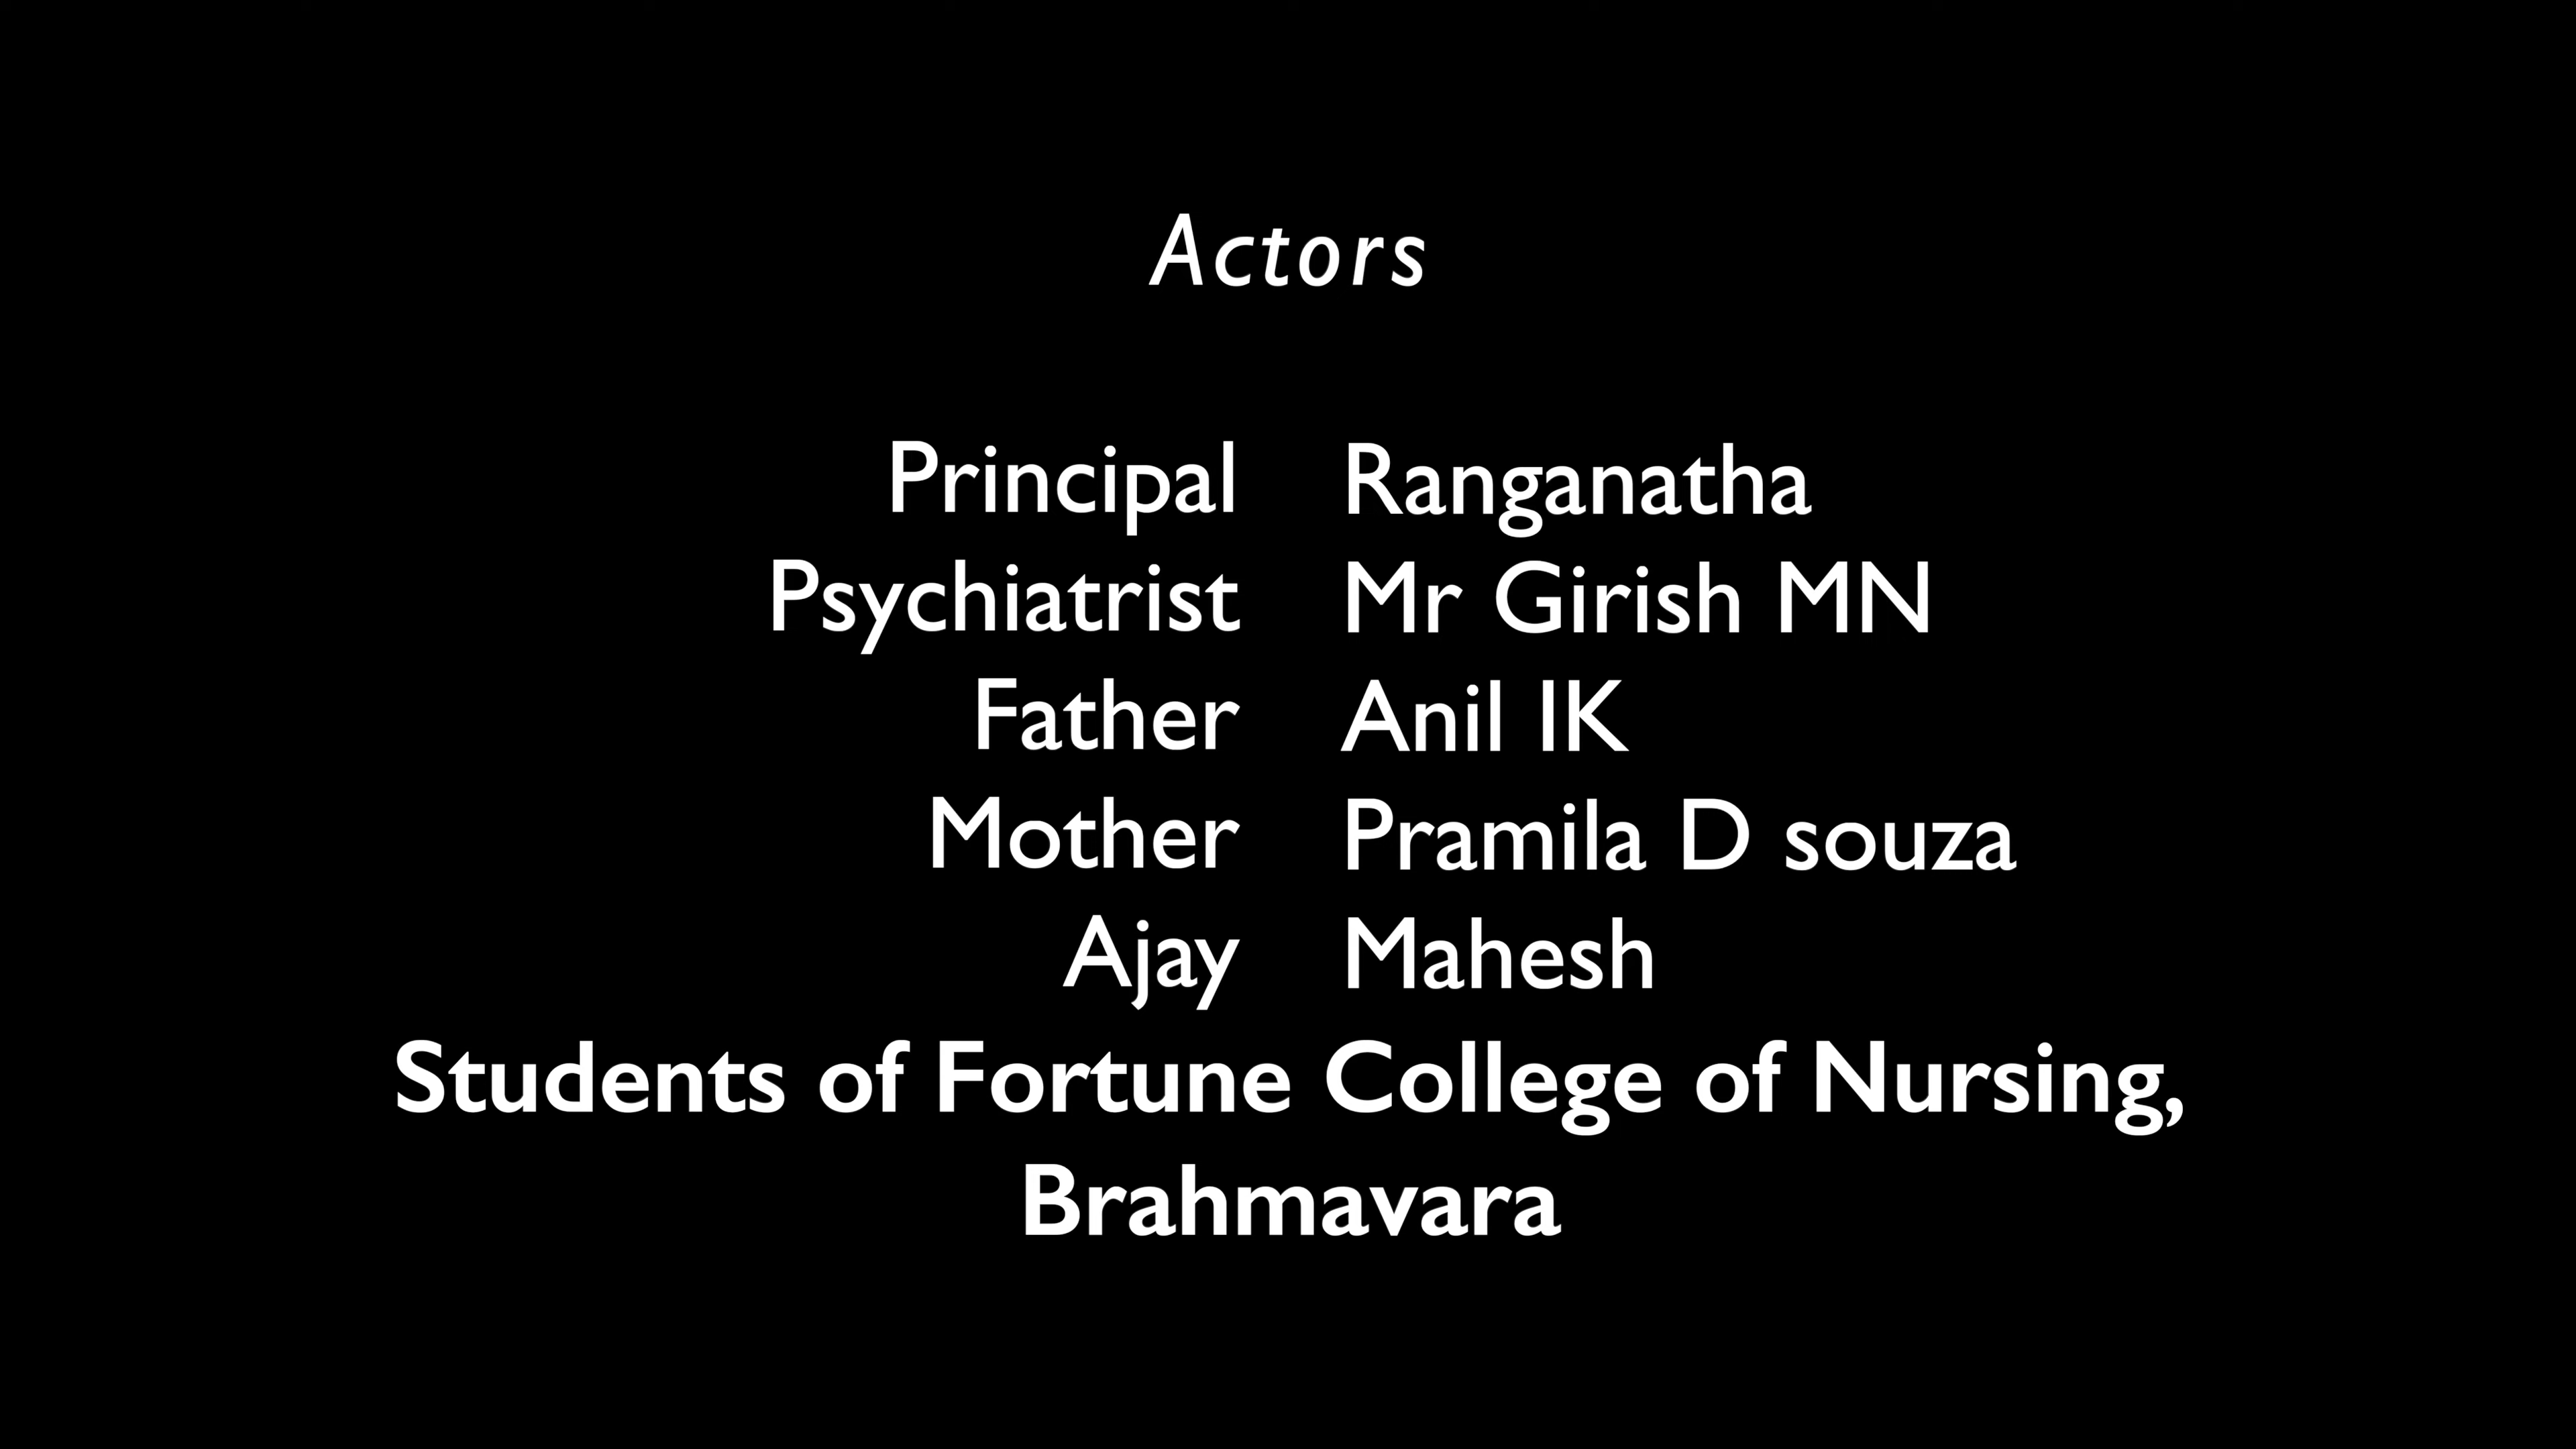 Actors
Principal Ranganatha
Psychiatrist Mr Girish MN
Father Anil IK
Mother Pramila D souza
Ajay Mahesh
Students of Fortune College of Nursing,
Brahmavara